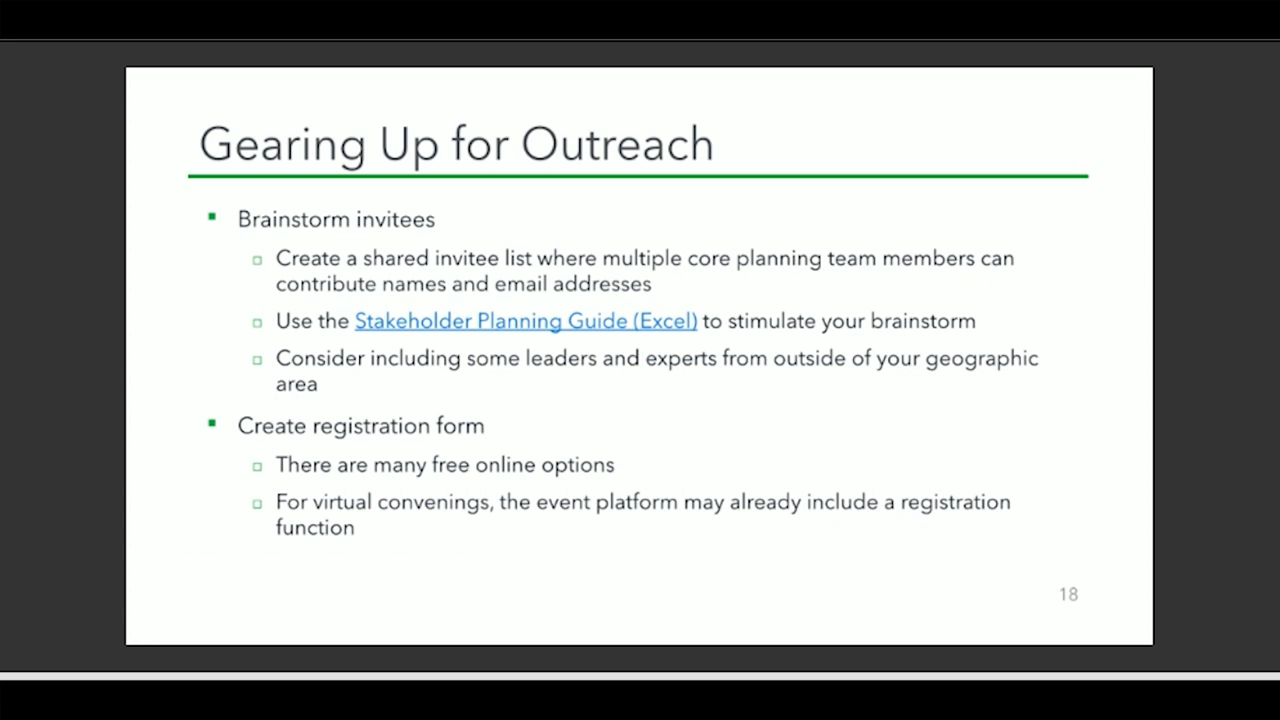 Gearing Up for Outreach
Brainstorm invitees
Create a shared invitee list where multiple core planning team members can
contribute names and email addresses
Use the Stakeholder Planning Guide (Excel) to stimulate your brainstorm
Consider including some leaders and experts from outside of your geographic
area
Create registration form
There are many free online options
For virtual convenings, the event platform may already include a registration
function
18